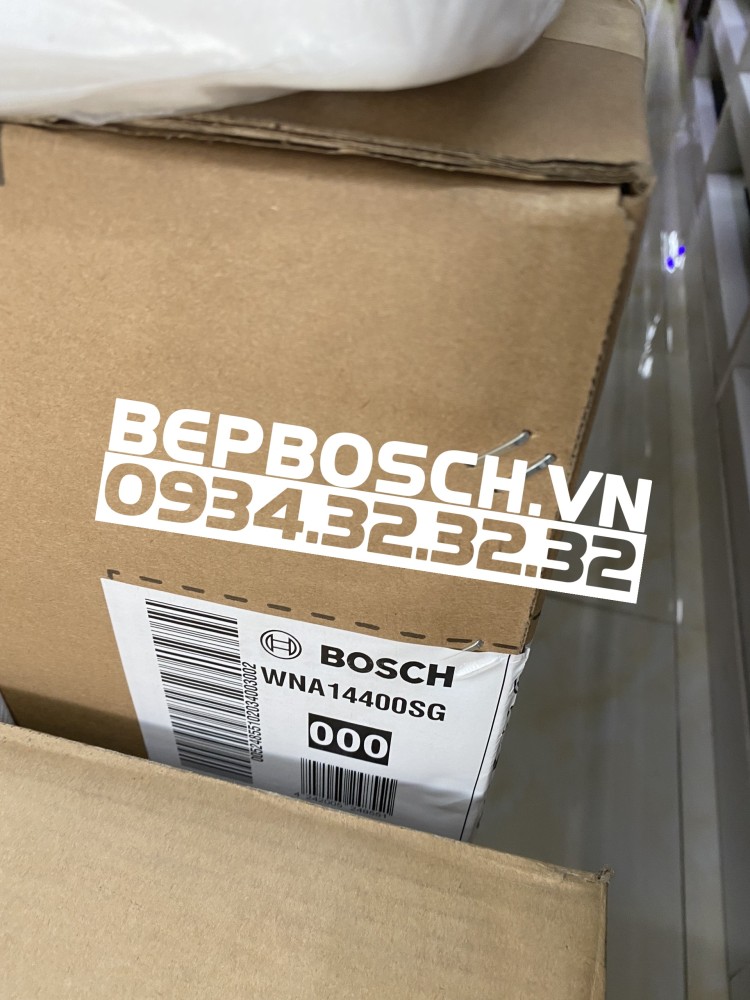 BEPBOSCH.VN
0934.32.32.32
BOSCH
WNA14400SG
000